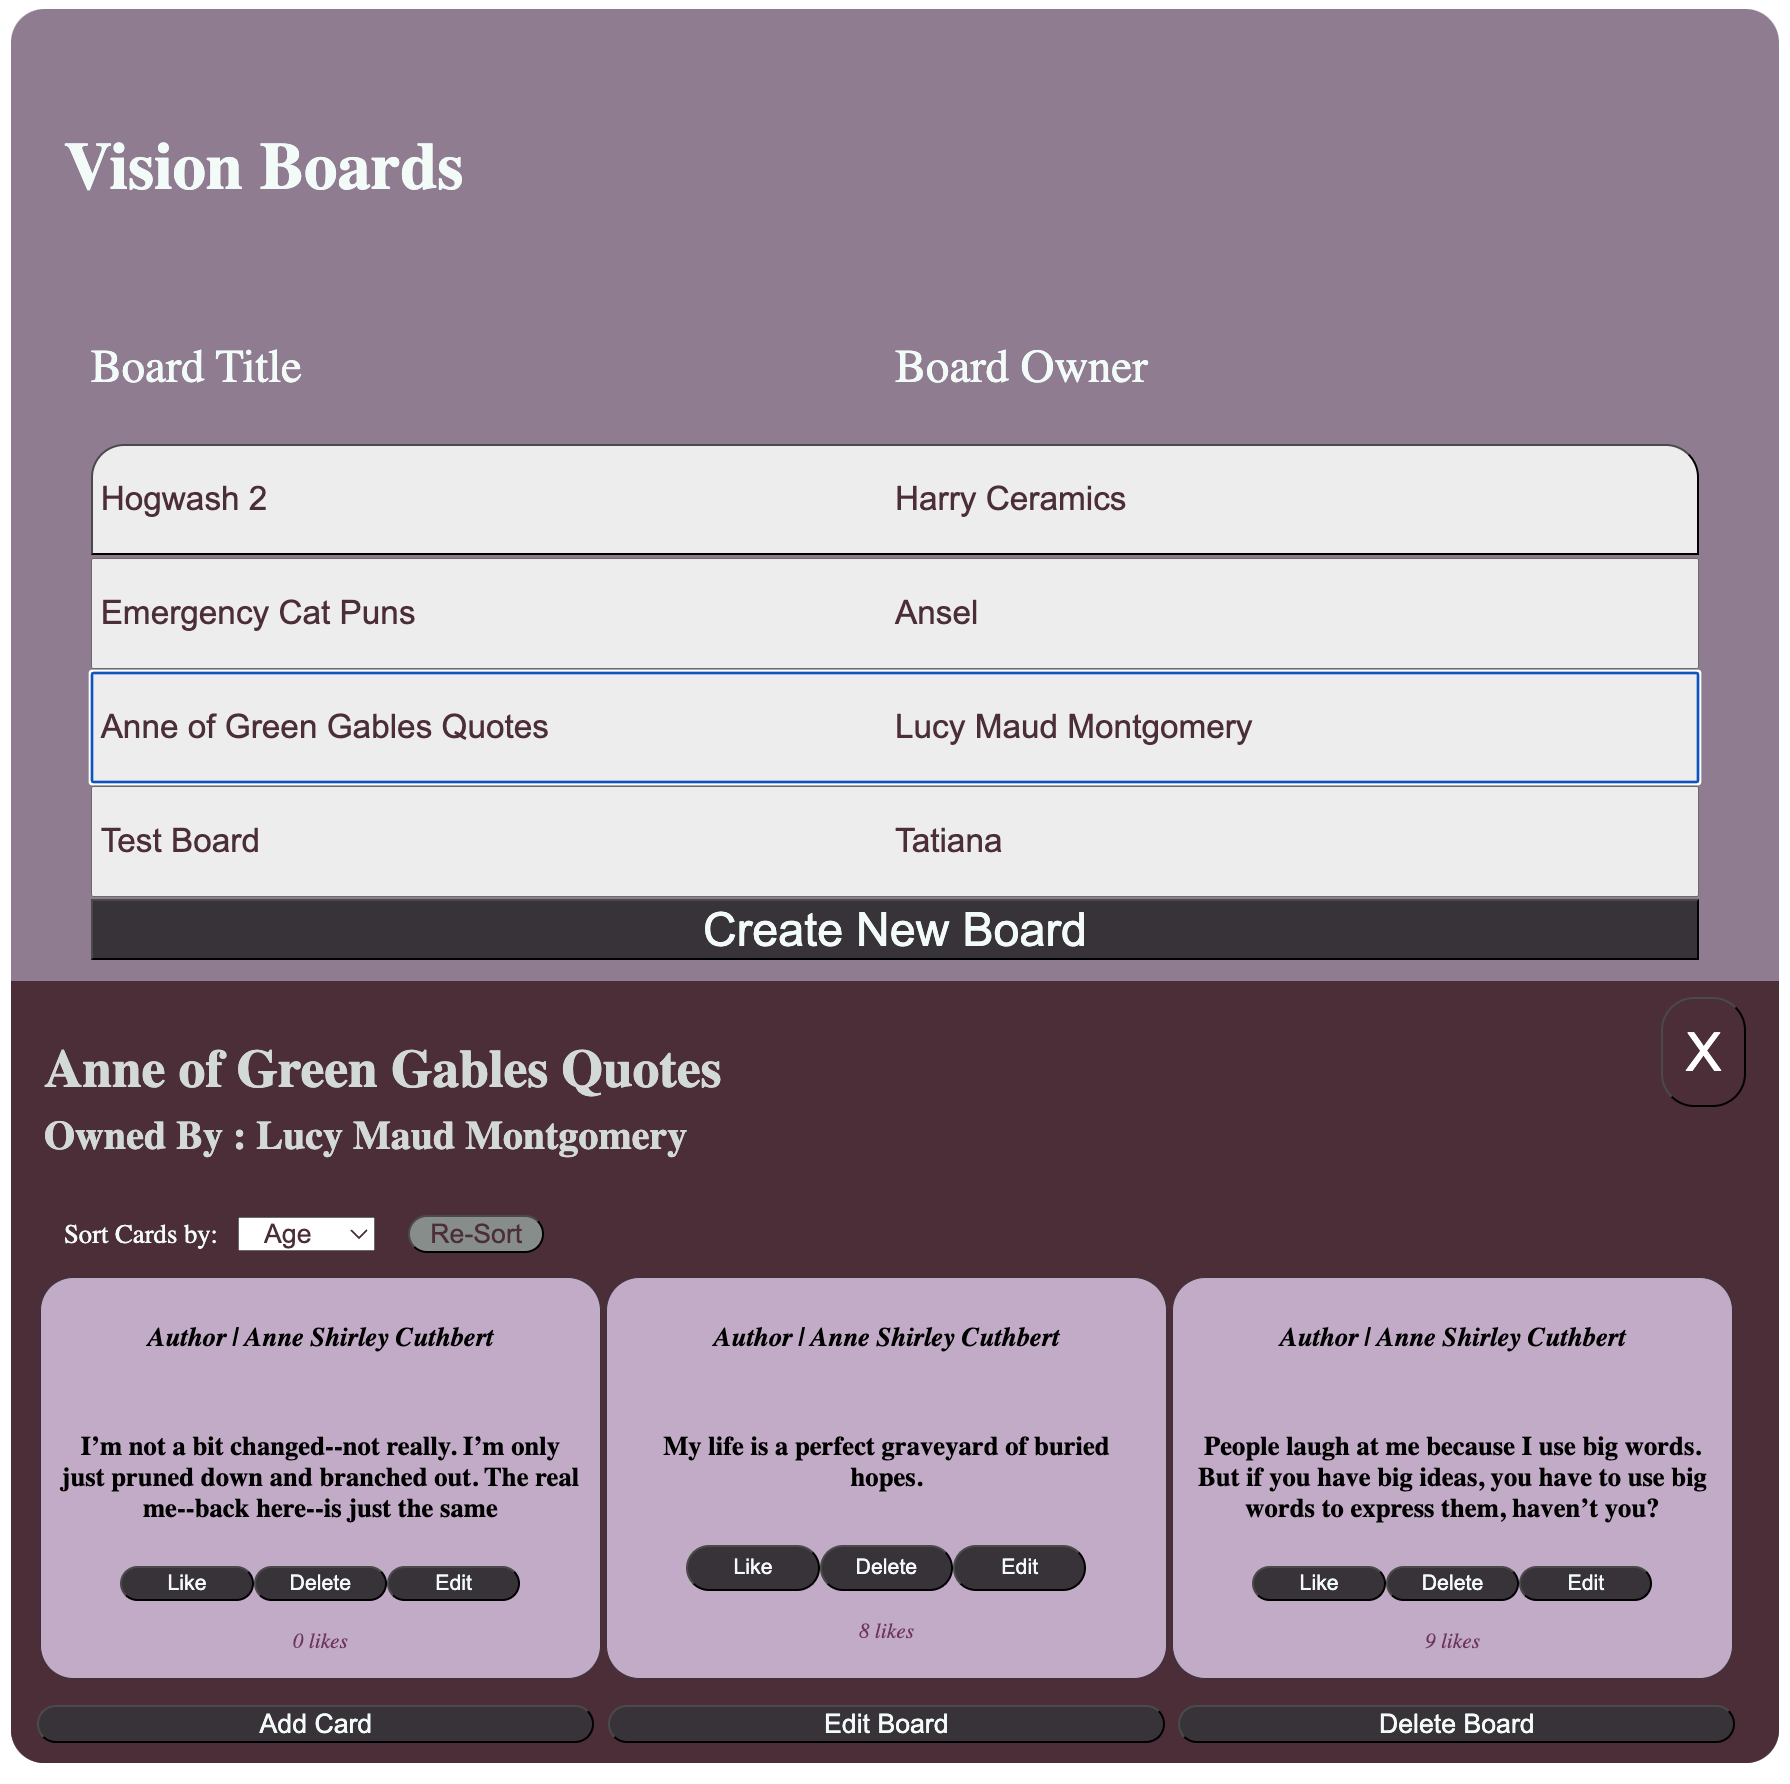 Vision Boards
Board Title Board Owner
Hogwash 2 Harry Ceramics
Emergency Cat Puns Ansel
Anne of Green Gables Quotes Lucy Maud Montgomery
Test Board Tatiana
Create New Board
X
Anne of Green Gables Quotes
Owned By : Lucy Maud Montgomery
Sort Cards by: Age Re-Sort
Author | Anne Shirley Cuthbert
I’m not a bit changed--not really. I’m only
just pruned down and branched out. The real
me--back here--is just the same
Like Delete Edit
0 likes
Author | Anne Shirley Cuthbert
My life is a perfect graveyard of buried
hopes.
Like Delete Edit
8 likes
Author | Anne Shirley Cuthbert
People laugh at me because I use big words.
But if you have big ideas, you have to use big
words to express them, haven’t you?
Like Delete Edit
9 likes
Add Card Edit Board Delete Board